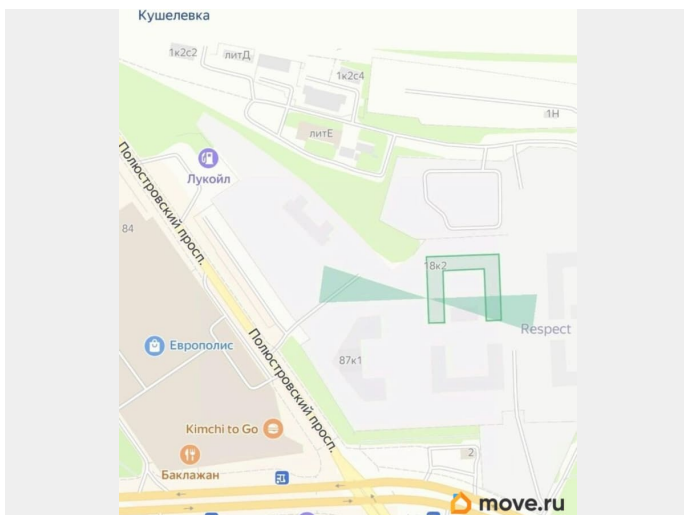 Кушелевка
1к2с2
литД
1к2с4
1Н
литЕ
Лукойл
Полюстровский просп.
84
18к2
Respect
Европолис
Полюстровский просп.
87к1
Kimchi to Go
2
Баклажан
move.ru